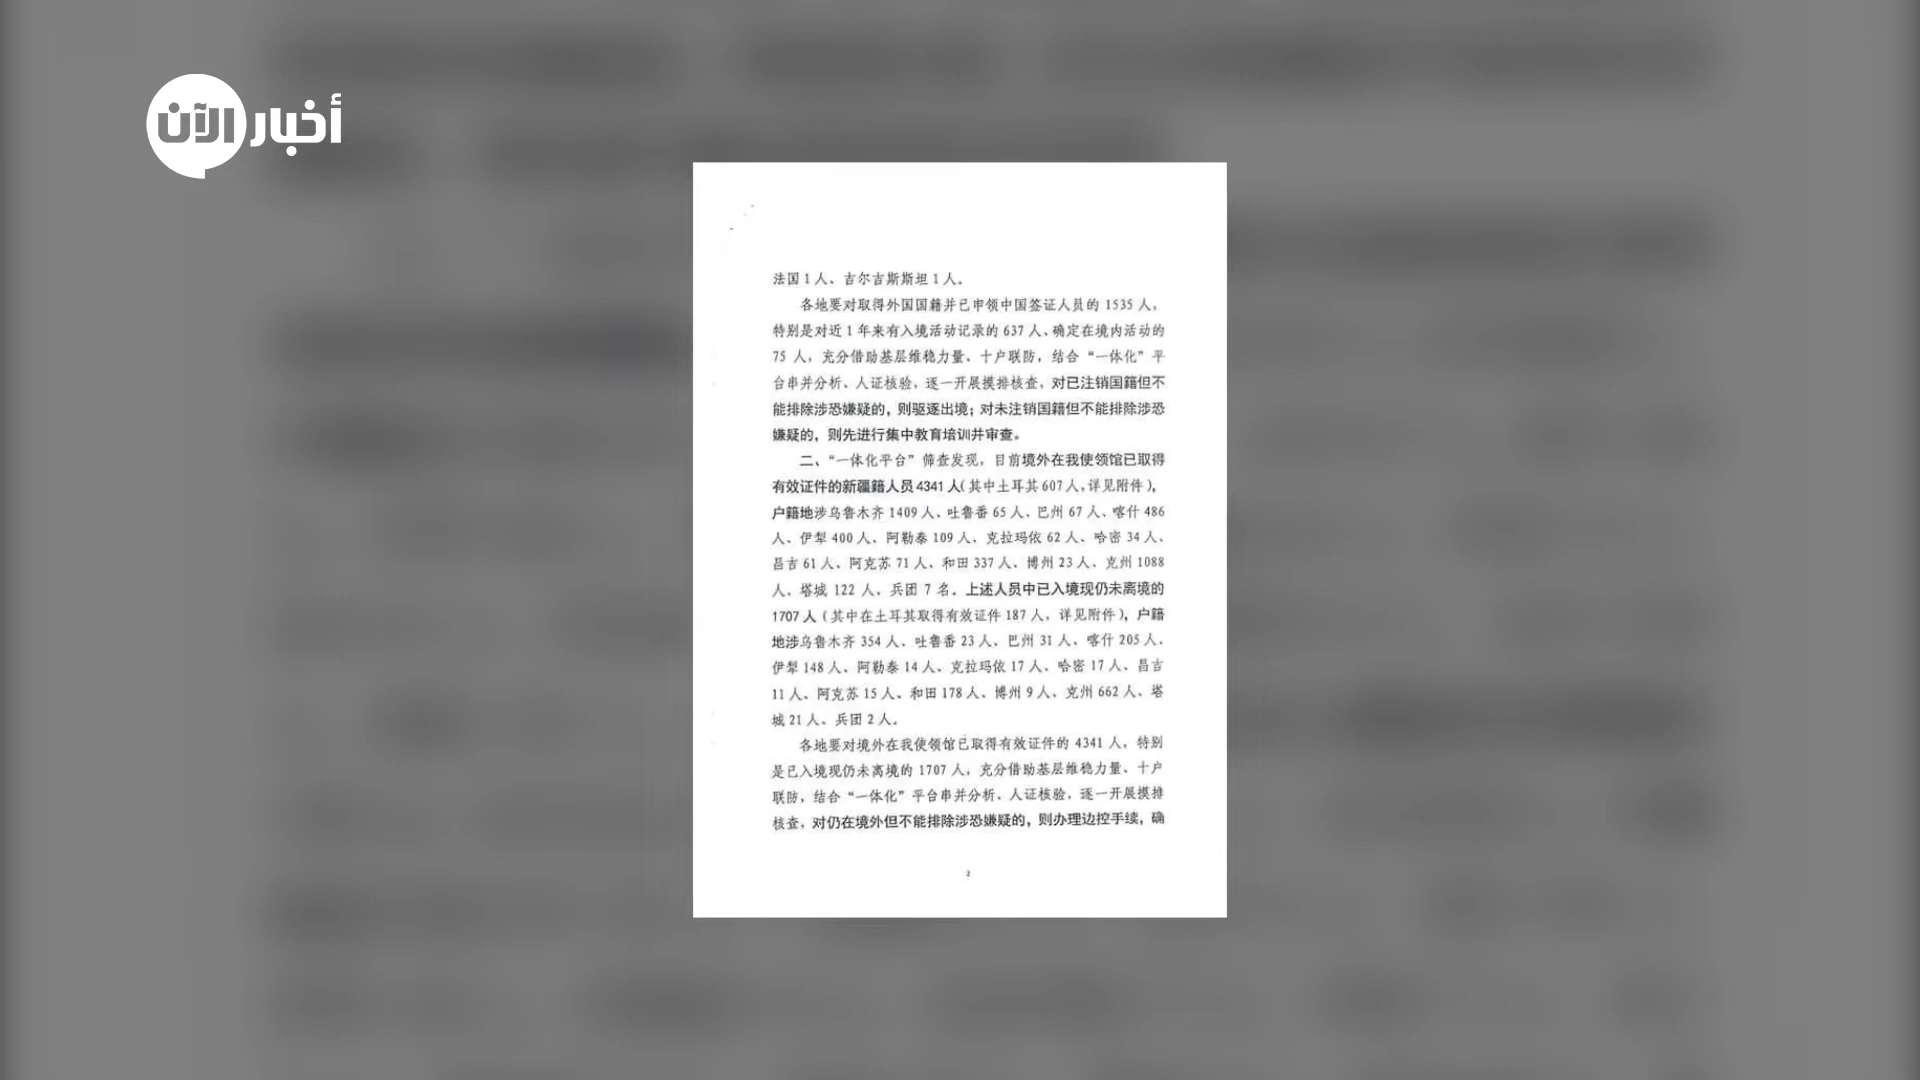 أخبار الآن
法国 1 人、吉尔吉斯斯坦 1 人。
各地要对取得外国国籍并已申领中国签证人员的 1535 人，
特别是对近 1 年来有入境活动记录的 637 人、确定在境内活动的
75 人，充分借助基层维稳力量、十户联防，结合“一体化”平
台串并分析、人证核验，逐一开展摸排核查，对已注销国籍但不
能排除涉恐嫌疑的，则驱逐出境；对未注销国籍但不能排除涉恐
嫌疑的，则先进行集中教育培训并审查。
二、“一体化平台”筛查发现，目前境外在我使领馆已取得
有效证件的新疆籍人员 4341 人（其中土耳其 607 人，详见附件），
户籍地涉乌鲁木齐 1409 人、吐鲁番 65 人、巴州 67 人、喀什 486
人、伊犁 400 人、阿勒泰 109 人、克拉玛依 62 人、哈密 34 人、
昌吉 61 人、阿克苏 71 人、和田 337 人、博州 23 人、克州 1088
人、塔城 122 人、兵团 7 名。上述人员中已入境现仍未离境的
1707 人（其中在土耳其取得有效证件 187 人，详见附件），户籍
地涉乌鲁木齐 354 人、吐鲁番 23 人、巴州 31 人、喀什 205 人、
伊犁 148 人、阿勒泰 14 人、克拉玛依 17 人、哈密 17 人、昌吉
11 人、阿克苏 15 人、和田 178 人、博州 9 人、克州 662 人、塔
城 21 人、兵团 2 人。
各地要对境外在我使领馆已取得有效证件的 4341 人，特别
是已入境现仍未离境的 1707 人，充分借助基层维稳力量、十户
联防，结合“一体化”平台串并分析、人证核验，逐一开展摸排
核查，对仍在境外但不能排除涉恐嫌疑的，则办理边控手续，确
2